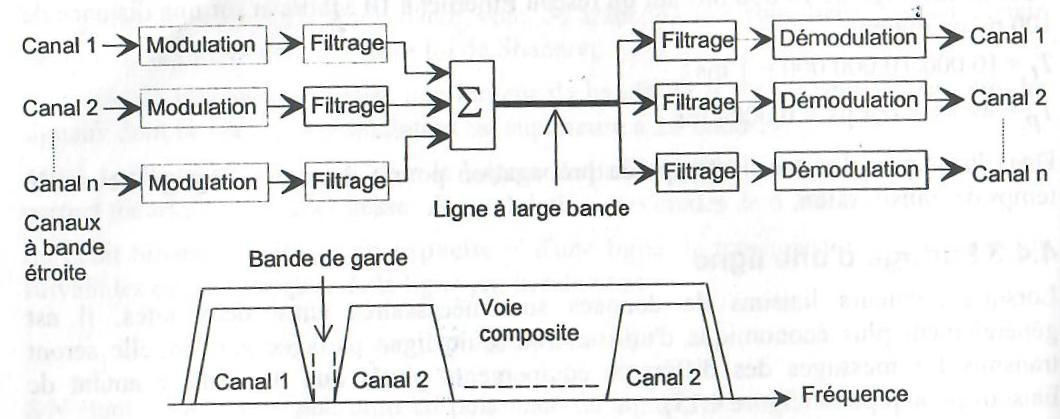 Canal 1 Modulation Filtrage Filtrage Démodulation Canal 1
Canal 2 Modulation Filtrage Σ Filtrage Démodulation Canal 2
Canal n Modulation Filtrage Filtrage Démodulation Canal n
Ligne à large bande
Canaux
à bande
étroite
Bande de garde
Voie
composite
Canal 1 Canal 2 Canal 2
Fréquence